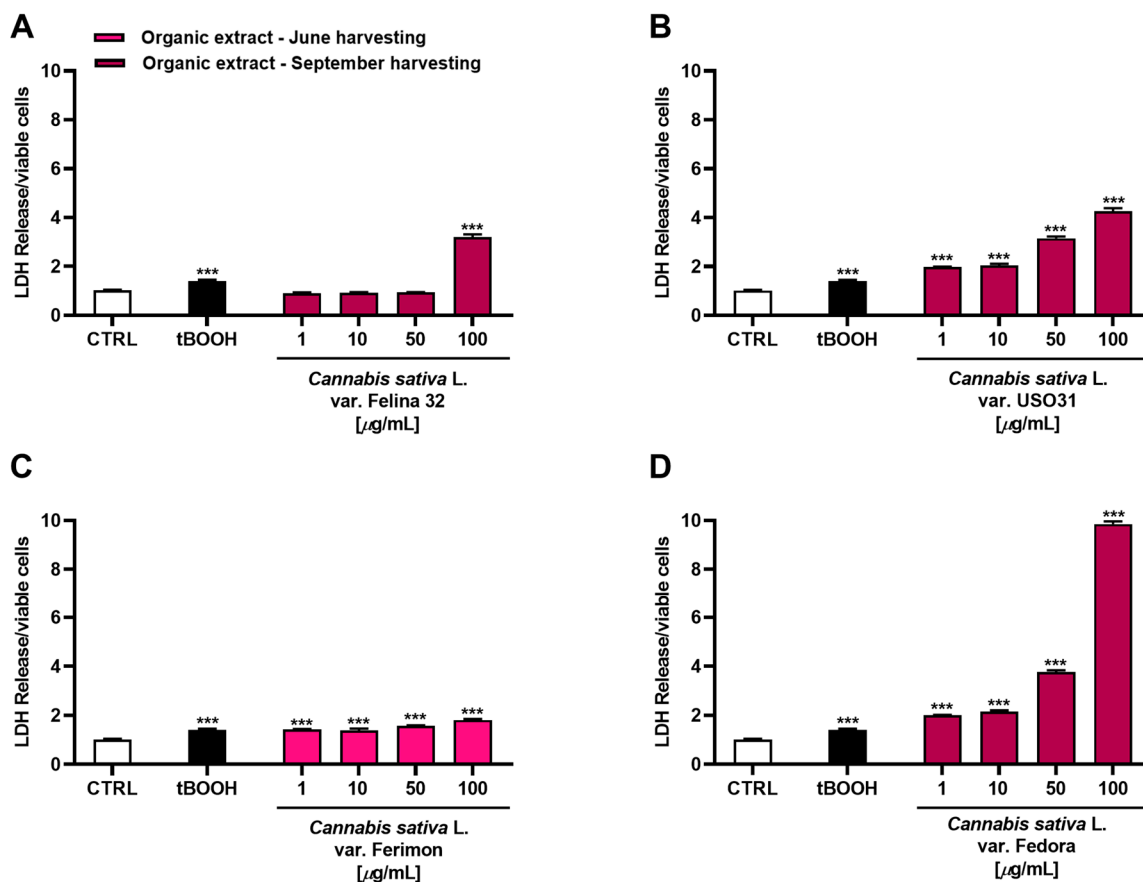 A
Organic extract - June harvesting
Organic extract - September harvesting
LDH Release/viable cells
10
8
6
4
2
0
***
***
CTRL
tBOOH
1
10
50
100
Cannabis sativa L.
var. Felina 32
[µg/mL]
B
LDH Release/viable cells
10
8
6
4
2
0
***
***
***
***
***
CTRL
tBOOH
1
10
50
100
Cannabis sativa L.
var. USO31
[µg/mL]
C
LDH Release/viable cells
10
8
6
4
2
0
***
***
***
***
***
CTRL
tBOOH
1
10
50
100
Cannabis sativa L.
var. Ferimon
[µg/mL]
D
LDH Release/viable cells
10
8
6
4
2
0
***
***
***
***
***
CTRL
tBOOH
1
10
50
100
Cannabis sativa L.
var. Fedora
[µg/mL]